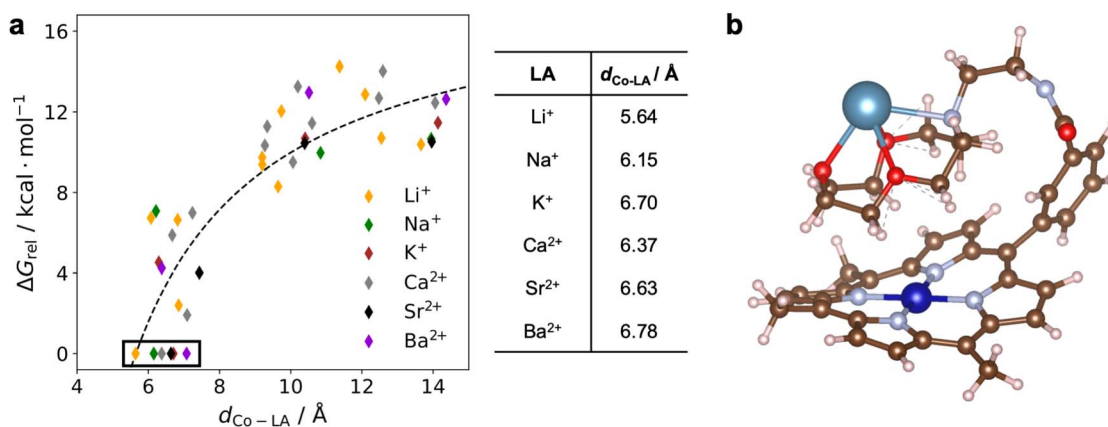 a
16
12
8
4
0
ΔG_rel / kcal · mol⁻¹
4 6 8 10 12 14
d_Co−LA / Å
Li⁺
Na⁺
K⁺
Ca²⁺
Sr²⁺
Ba²⁺
LA d_Co-LA / Å
Li⁺ 5.64
Na⁺ 6.15
K⁺ 6.70
Ca²⁺ 6.37
Sr²⁺ 6.63
Ba²⁺ 6.78
b